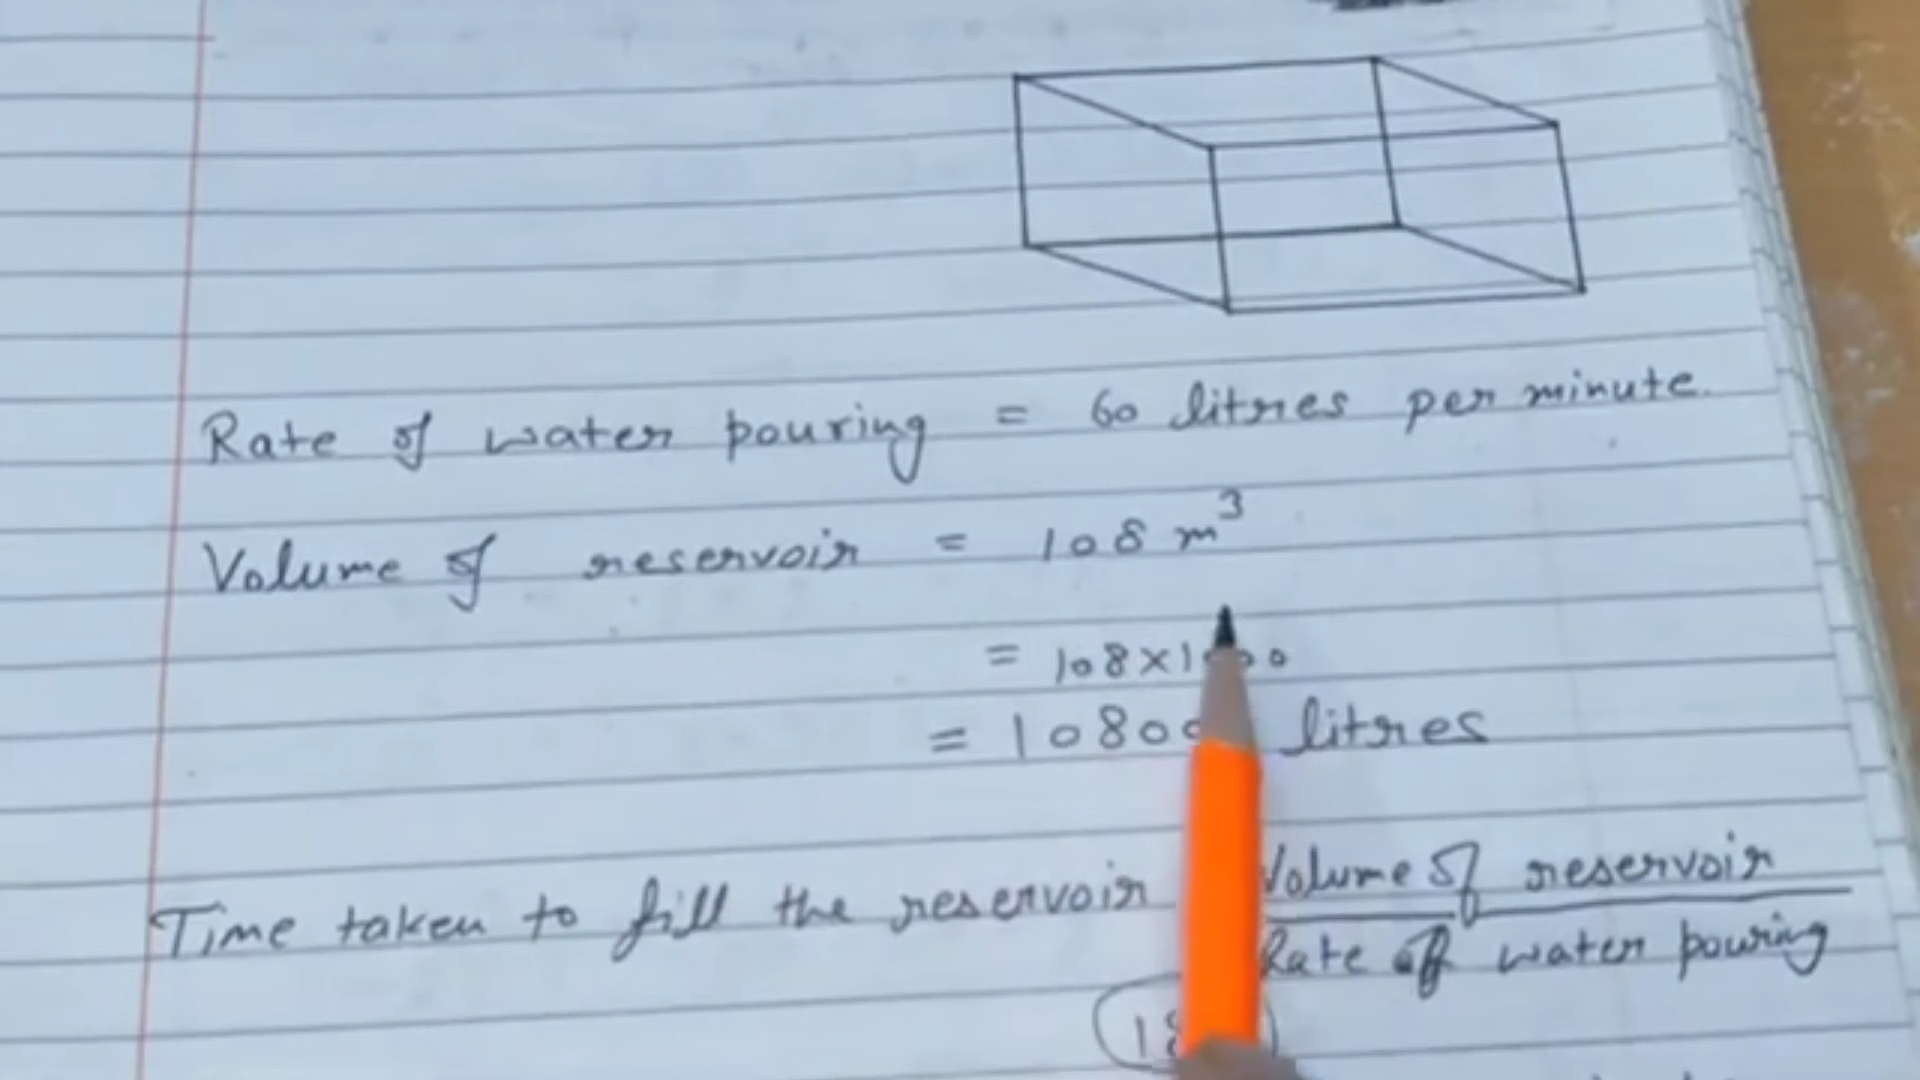 Rate of water pouring = 60 litres per minute.
Volume of reservoir = 108 m³
= 108×1000
= 1080 litres
Time taken to fill the reservoir Volume of reservoir
Rate of water pouring